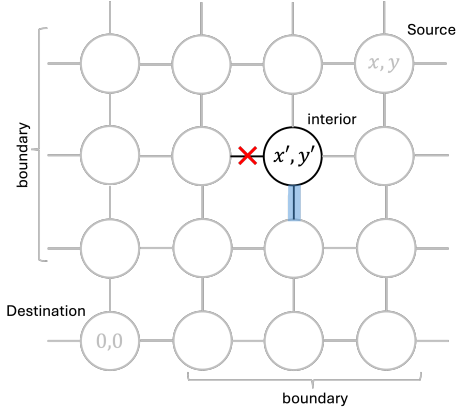 Source
x, y
interior
boundary
x′, y′
Destination
0,0
boundary